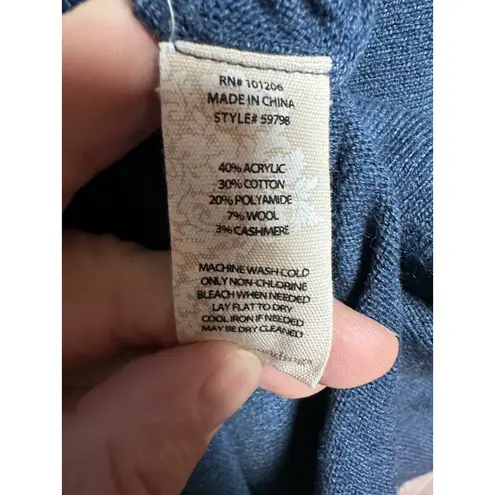 RN# 101206
MADE IN CHINA
STYLE# 59798
40% ACRYLIC
30% COTTON
20% POLYAMIDE
7% WOOL
3% CASHMERE
MACHINE WASH COLD
ONLY NON-CHLORINE
BLEACH WHEN NEEDED
LAY FLAT TO DRY
COOL IRON IF NEEDED
MAY BE DRY CLEANED